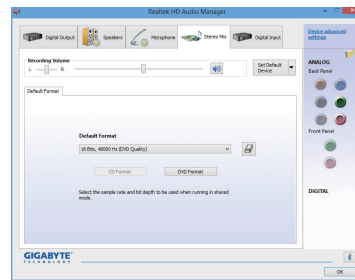 Realtek HD Audio Manager
Digital Output
Speakers
Microphone
Stereo Mix
Digital Input
Device advanced
settings
Recording Volume
L
R
Set Default
Device
ANALOG
Back Panel
Default Format
Default Format
16 Bits, 48000 Hz (DVD Quality)
CD Format
DVD Format
Select the sample rate and bit depth to be used when running in shared
mode.
Front Panel
DIGITAL
GIGABYTE
TECHNOLOGY
i
OK